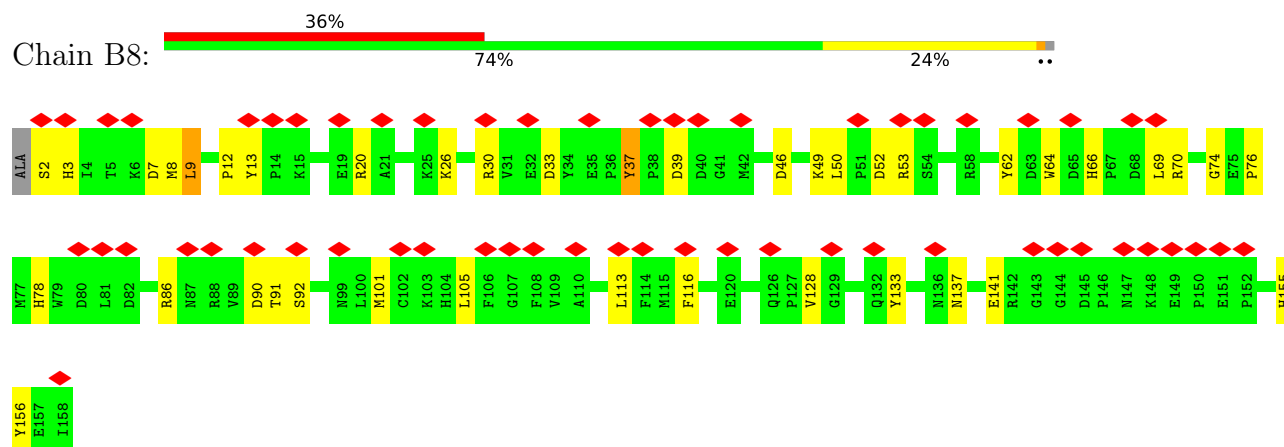 36%
Chain B8:
74% 24% ••
ALA S2 H3 I4 T5 K6 D7 M8 L9 P12 Y13 P14 K15 E19 R20 A21 K25 K26 R30 V31 E32 D33 Y34 E35 P36 Y37 P38 D39 D40 G41 M42 D46 K49 L50 P51 D52 R53 S54 R58 Y62 D63 W64 D65 H66 P67 D68 L69 R70 G74 E75 P76
M77 H78 W79 D80 L81 D82 R86 N87 R88 V89 D90 T91 S92 N99 L100 M101 G102 K103 H104 L105 F106 G107 F108 V109 A110 L113 F114 M115 F116 E120 Q126 P127 V128 G129 Q132 Y133 N136 N137 E141 R142 G143 G144 D145 P146 N147 K148 E149 P150 E151 P152 H155
Y156 E157 I158